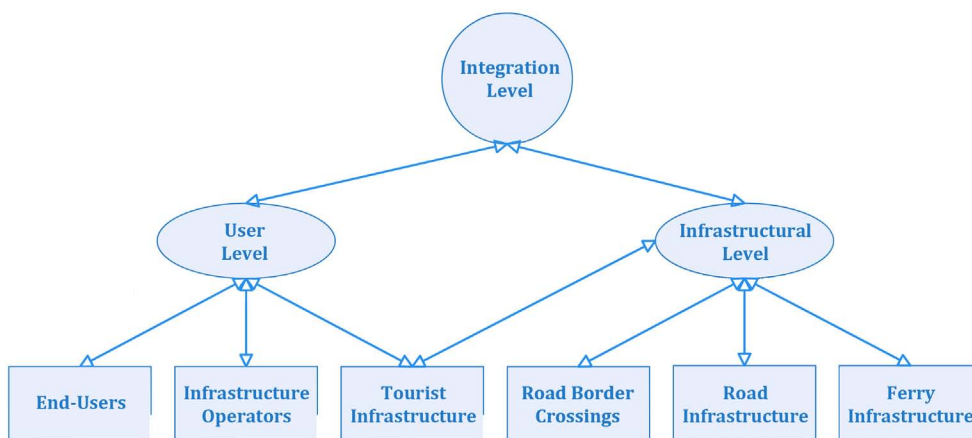 Integration
Level
User
Level
Infrastructural
Level
End-Users
Infrastructure
Operators
Tourist
Infrastructure
Road Border
Crossings
Road
Infrastructure
Ferry
Infrastructure